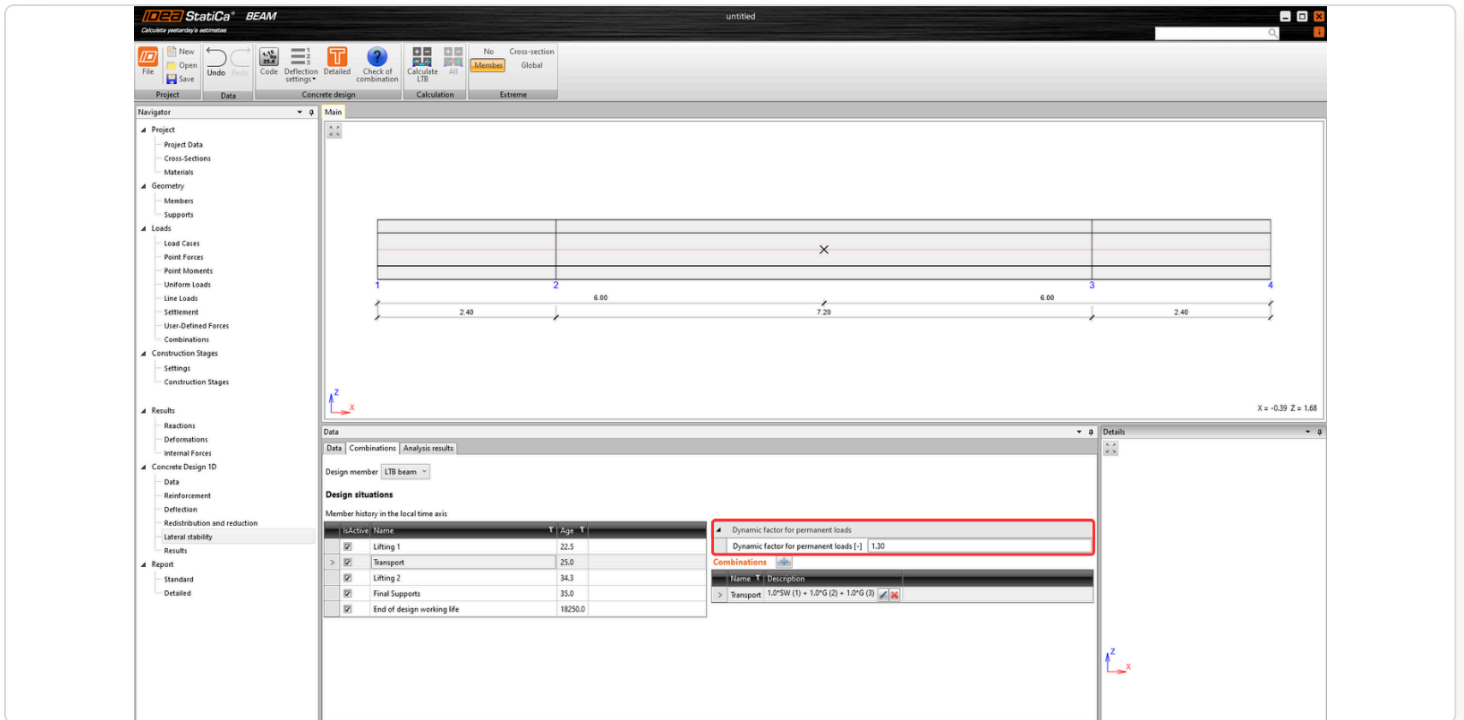 IDEA StatiCa® BEAM
untitled
Calculate yesterday's estimates
New
Open
Save
File
Undo
Redo
Code
Deflection settings
Detailed
Check of combination
Calculate LTB
All
No
Cross-section
Member
Global
Project
Data
Concrete design
Calculation
Extreme
Navigator
Project
Project Data
Cross-Sections
Materials
Geometry
Members
Supports
Loads
Load Cases
Point Forces
Point Moments
Uniform Loads
Line Loads
Settlement
User-Defined Forces
Combinations
Construction Stages
Settings
Construction Stages
Results
Reactions
Deformations
Internal Forces
Concrete Design 1D
Data
Reinforcement
Deflection
Redistribution and reduction
Lateral stability
Results
Report
Standard
Detailed
Main
1 2 3 4
6.00 6.00
2.40 7.20 2.40
Z
X
X = -0.39 Z = 1.68
Data
Data Combinations Analysis results
Design member LTB beam
Design situations
Member history in the local time axis
IsActive Name Age
Lifting 1 22.5
Transport 25.0
Lifting 2 34.3
Final Supports 35.0
End of design working life 18250.0
Dynamic factor for permanent loads
Dynamic factor for permanent loads [-] 1.30
Combinations
Name Description
Transport 1.0*SW (1) + 1.0*G (2) + 1.0*G (3)
Details
Z
X